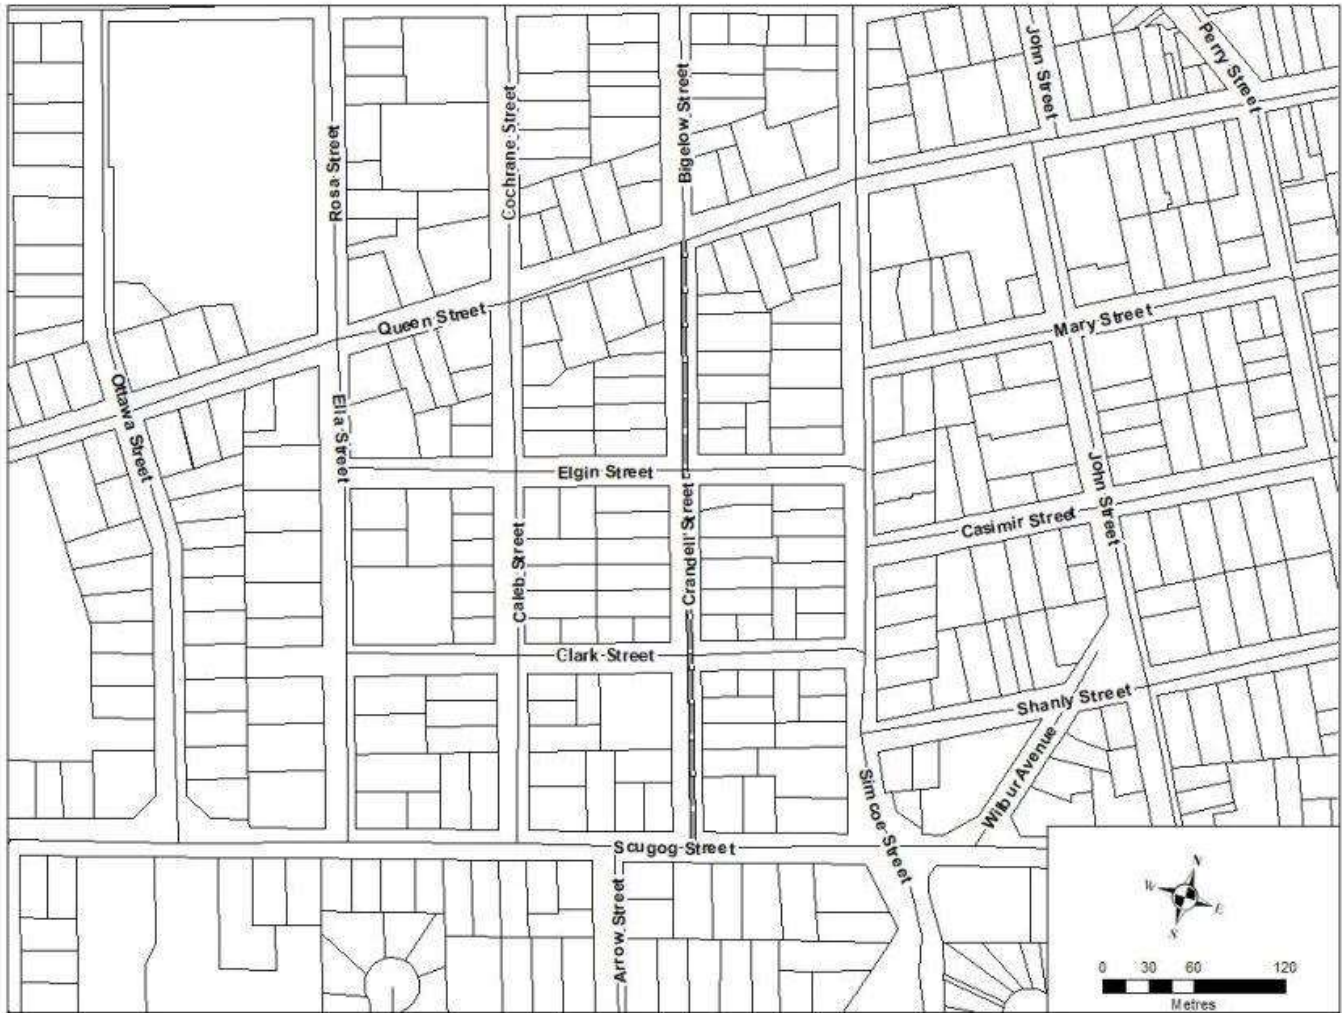 John Street
Perry Street
Bigelow Street
Cochrane Street
Rosa Street
Queen Street
Mary Street
Ottawa Street
Ella Street
Elgin Street
John Street
Casimir Street
Crandell Street
Caleb Street
Clark Street
Shanly Street
Wilbur Avenue
Simcoe Street
Scugog Street
Arrow Street
N
W
E
S
0 30 60 120
Metres